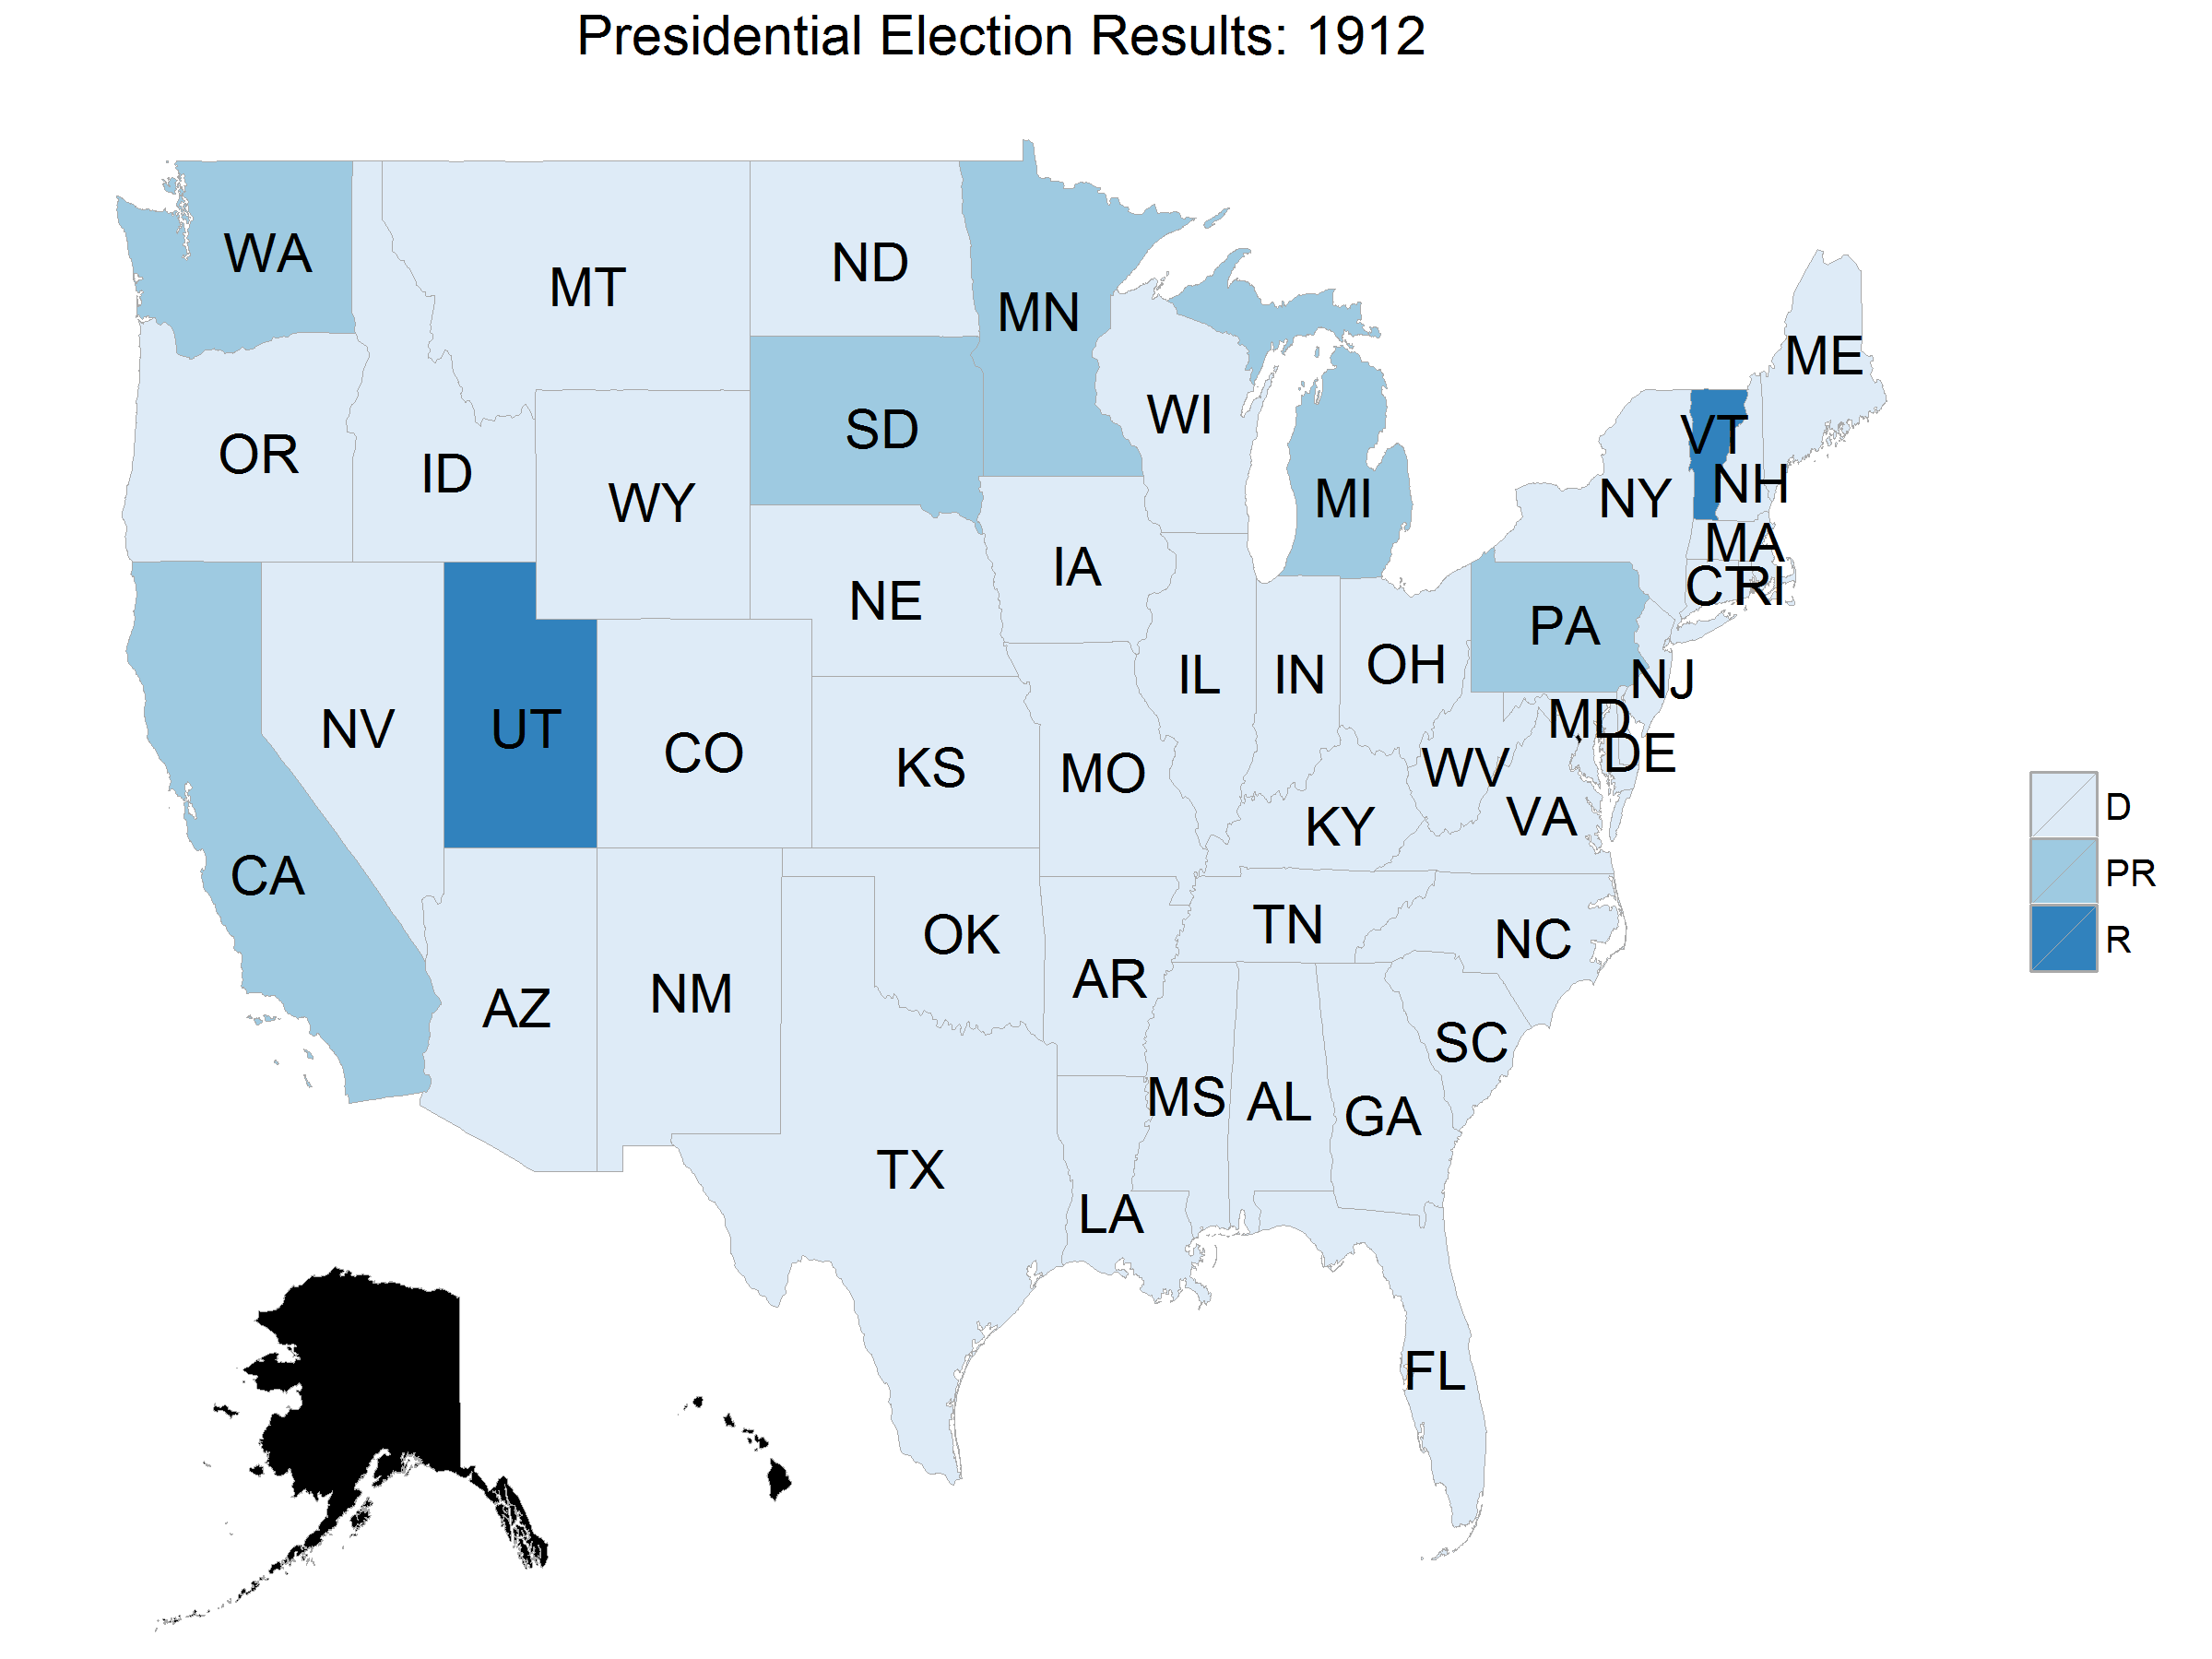 Presidential Election Results: 1912
WA
MT
ND
MN
ME
OR
ID
WY
SD
WI
MI
NY
VT
NH
MA
CT
RI
NE
IA
PA
NJ
NV
UT
CO
KS
MO
IL
IN
OH
MD
DE
WV
VA
KY
CA
AZ
NM
OK
AR
TN
NC
SC
MS
AL
GA
TX
LA
FL
D
PR
R